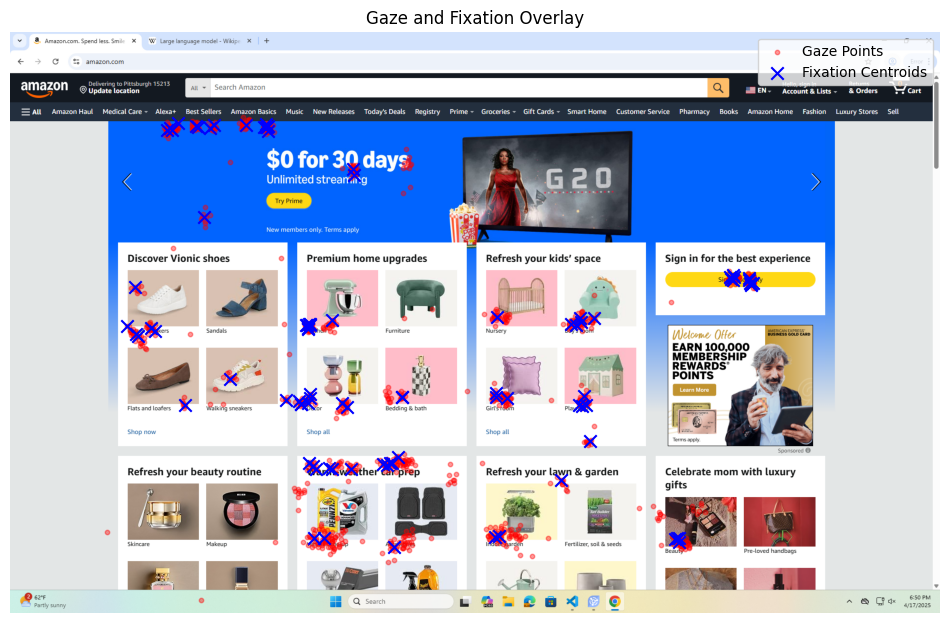 Gaze and Fixation Overlay
Gaze Points
Fixation Centroids
Amazon.com. Spend less. Smil
Large language model - Wikip
amazon.com
amazon
Delivering to Pittsburgh 15213
Update location
All
Search Amazon
EN
Account & Lists
& Orders
Cart
All
Amazon Haul
Medical Care
Alexa+
Best Sellers
Amazon Basics
Music
New Releases
Today's Deals
Registry
Prime
Groceries
Gift Cards
Smart Home
Customer Service
Pharmacy
Books
Amazon Home
Fashion
Luxury Stores
Sell
$0 for 30 days
Unlimited streaming
Try Prime
New members only. Terms apply
G20
Discover Vionic shoes
Sandals
Flats and loafers
Walking sneakers
Shop now
Premium home upgrades
Furniture
Bedding & bath
Shop all
Refresh your kids' space
Nursery
Shop all
Sign in for the best experience
Welcome Offer
EARN 100,000
MEMBERSHIP
REWARDS®
POINTS
Learn More
Terms apply
AMERICAN EXPRESS®
BUSINESS GOLD CARD
Sponsored
Refresh your beauty routine
Skincare
Makeup
car prep
Refresh your lawn & garden
Fertilizer, soil & seeds
Celebrate mom with luxury
gifts
Beauty
Pre-loved handbags
62°F
Partly sunny
Search
6:50 PM
4/17/2025